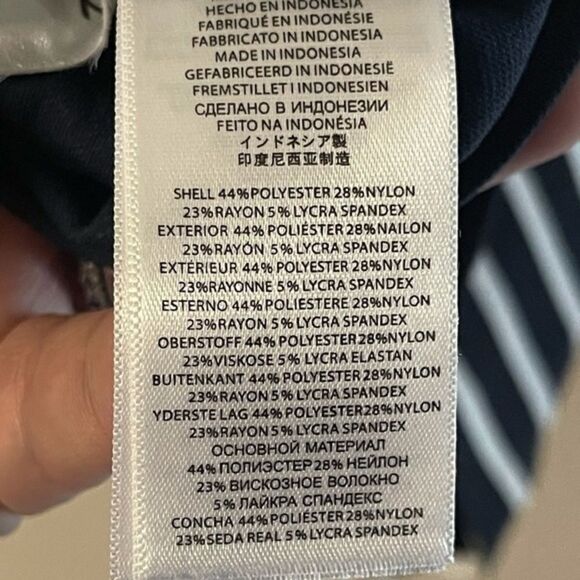 HECHO EN INDONESIA
FABRIQUÉ EN INDONÉSIE
FABBRICATO IN INDONESIA
MADE IN INDONESIA
GEFABRICEERD IN INDONESIË
FREMSTILLET I INDONESIEN
СДЕЛАНО В ИНДОНЕЗИИ
FEITO NA INDONÉSIA
インドネシア製
印度尼西亚制造
SHELL 44%POLYESTER 28%NYLON
23%RAYON 5% LYCRA SPANDEX
EXTERIOR 44% POLIÉSTER 28%NAILON
23%RAYÓN 5% LYCRA SPANDEX
EXTÉRIEUR 44% POLYESTER 28%NYLON
23%RAYONNE 5% LYCRA SPANDEX
ESTERNO 44%POLIESTERE 28%NYLON
23%RAYON 5% LYCRA SPANDEX
OBERSTOFF 44% POLYESTER 28%NYLON
23%VISKOSE 5% LYCRA ELASTAN
BUITENKANT 44%POLYESTER 28%NYLON
23%RAYON 5% LYCRA SPANDEX
YDERSTE LAG 44%POLYESTER28%NYLON
23%RAYON 5% LYCRA SPANDEX
ОСНОВНОЙ МАТЕРИАЛ
44% ПОЛИЭСТЕР 28% НЕЙЛОН
23% ВИСКОЗНОЕ ВОЛОКНО
5% ЛАЙКРА СПАНДЕКС
CONCHA 44%POLIÉSTER 28%NYLON
23%SEDA REAL 5% LYCRA SPANDEX